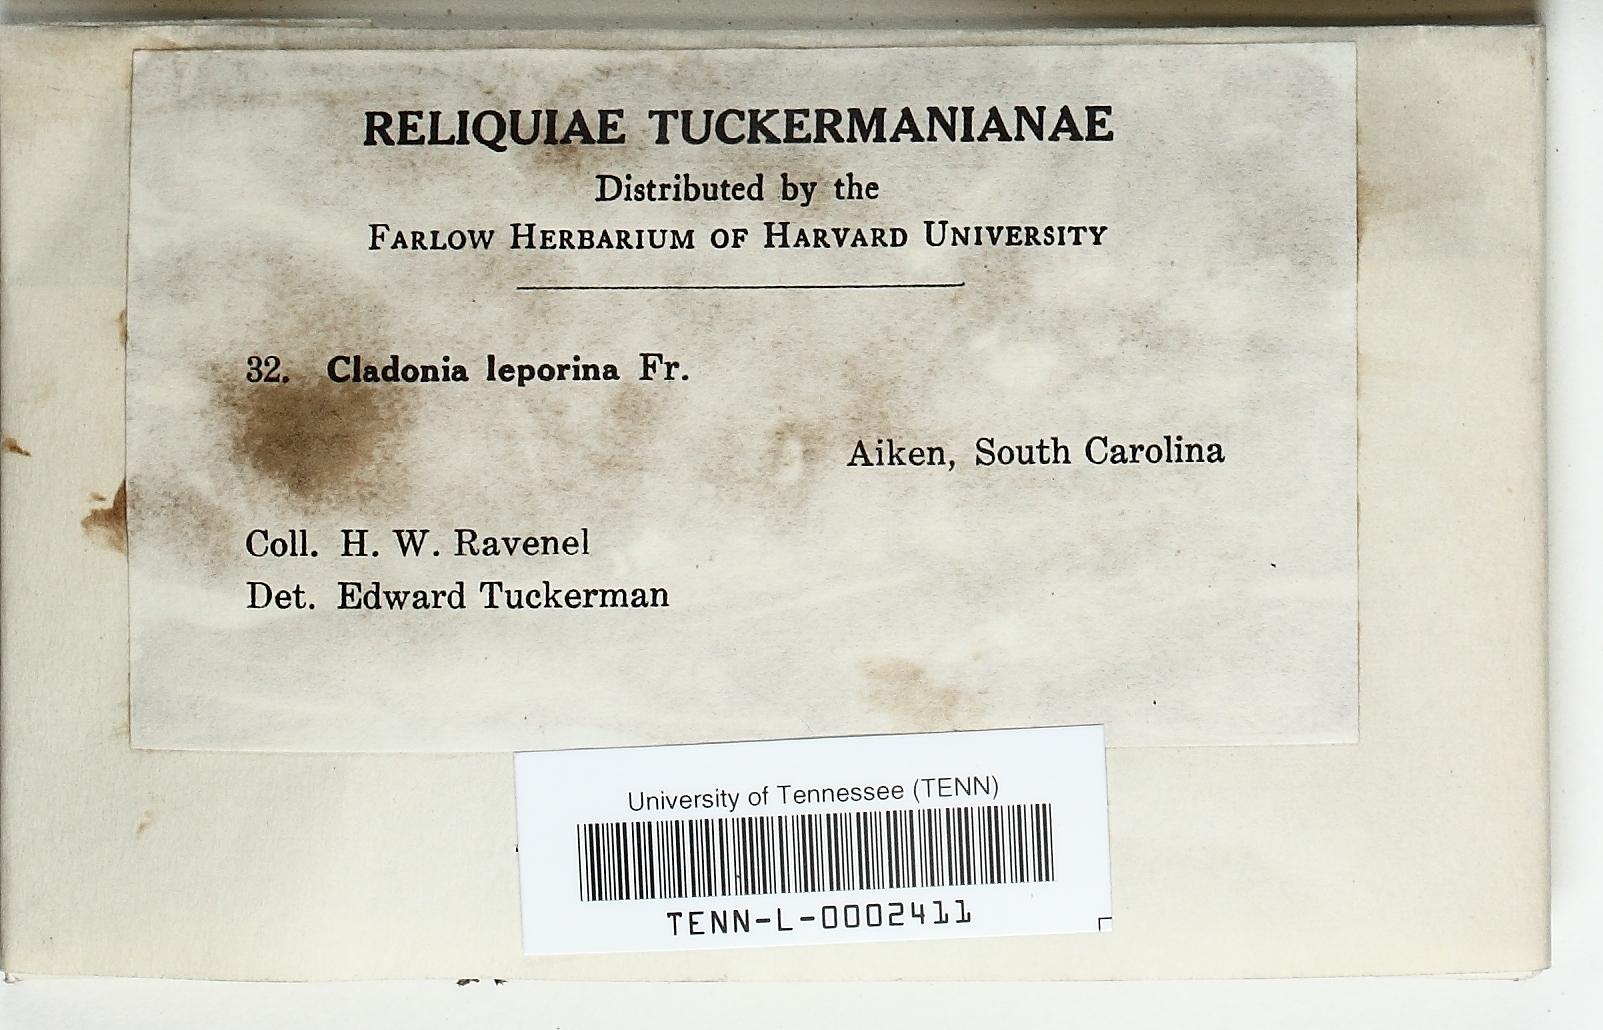 RELIQUIAE TUCKERMANIANAE
Distributed by the
FARLOW HERBARIUM OF HARVARD UNIVERSITY
32. Cladonia leporina Fr.
Aiken, South Carolina
Coll. H. W. Ravenel
Det. Edward Tuckerman
University of Tennessee (TENN)
TENN-L-0002411